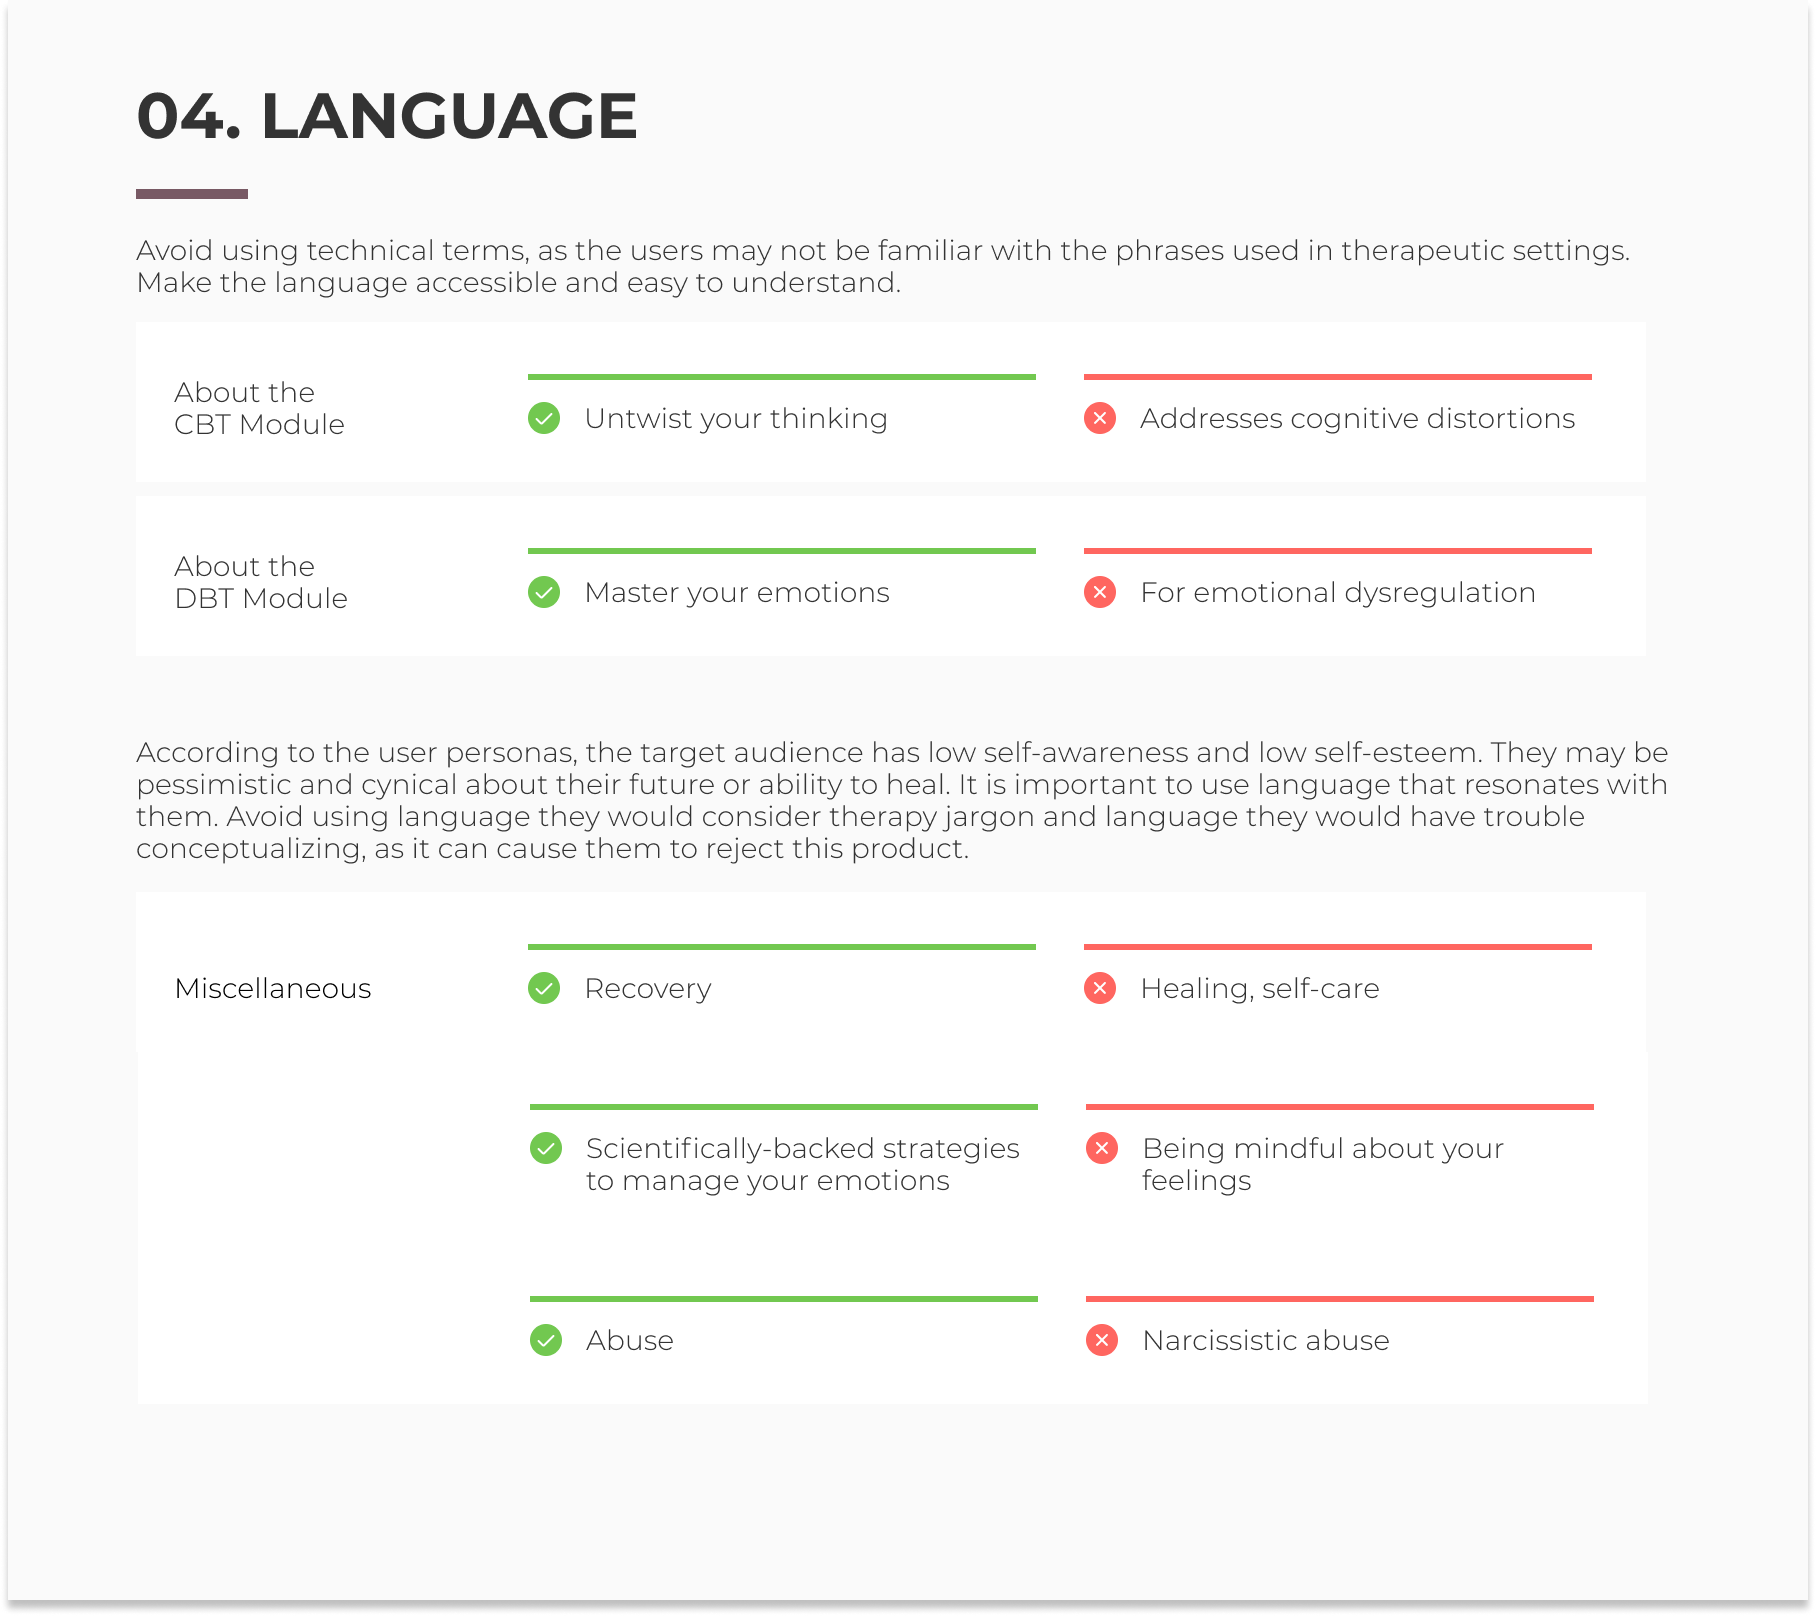 04. LANGUAGE
Avoid using technical terms, as the users may not be familiar with the phrases used in therapeutic settings.
Make the language accessible and easy to understand.
About the
CBT Module
Untwist your thinking
Addresses cognitive distortions
About the
DBT Module
Master your emotions
For emotional dysregulation
According to the user personas, the target audience has low self-awareness and low self-esteem. They may be
pessimistic and cynical about their future or ability to heal. It is important to use language that resonates with
them. Avoid using language they would consider therapy jargon and language they would have trouble
conceptualizing, as it can cause them to reject this product.
Miscellaneous
Recovery
Healing, self-care
Scientifically-backed strategies
to manage your emotions
Being mindful about your
feelings
Abuse
Narcissistic abuse